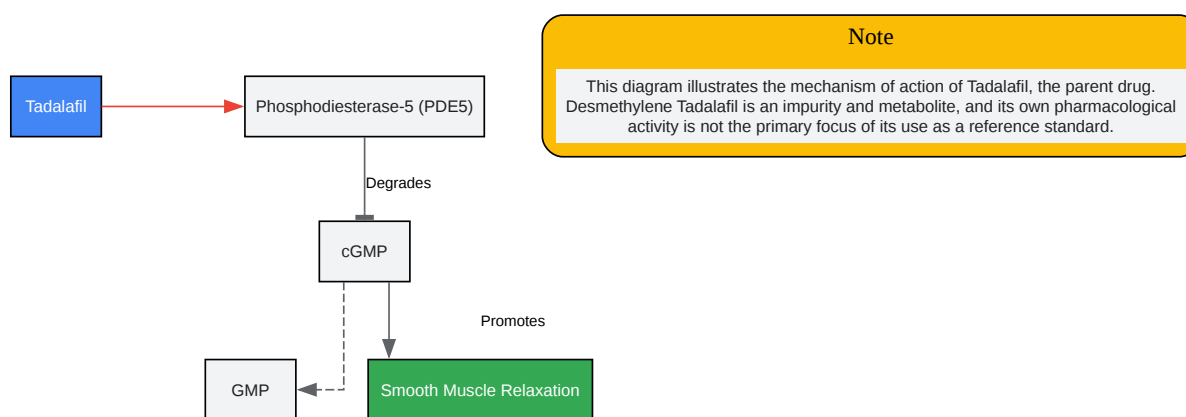 Note
This diagram illustrates the mechanism of action of Tadalafil, the parent drug.
Desmethylene Tadalafil is an impurity and metabolite, and its own pharmacological
activity is not the primary focus of its use as a reference standard.
Tadalafil
Phosphodiesterase-5 (PDE5)
Degrades
cGMP
Promotes
GMP
Smooth Muscle Relaxation